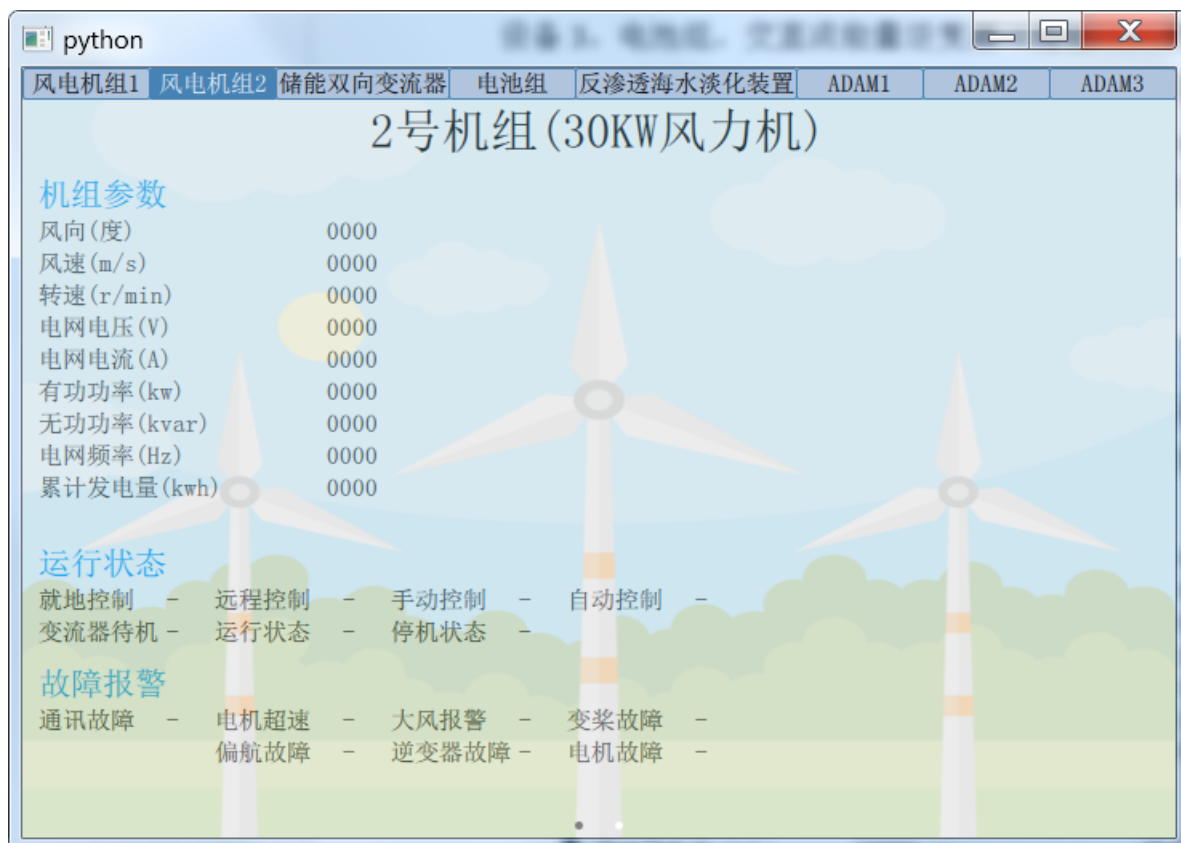 python
风电机组1 风电机组2 储能双向变流器 电池组 反渗透海水淡化装置 ADAM1 ADAM2 ADAM3
2号机组(30KW风力机)
机组参数
风向(度) 0000
风速(m/s) 0000
转速(r/min) 0000
电网电压(V) 0000
电网电流(A) 0000
有功功率(kw) 0000
无功功率(kvar) 0000
电网频率(Hz) 0000
累计发电量(kwh) 0000
运行状态
就地控制 - 远程控制 - 手动控制 - 自动控制 -
变流器待机 - 运行状态 - 停机状态 -
故障报警
通讯故障 - 电机超速 - 大风报警 - 变桨故障 -
偏航故障 - 逆变器故障 - 电机故障 -